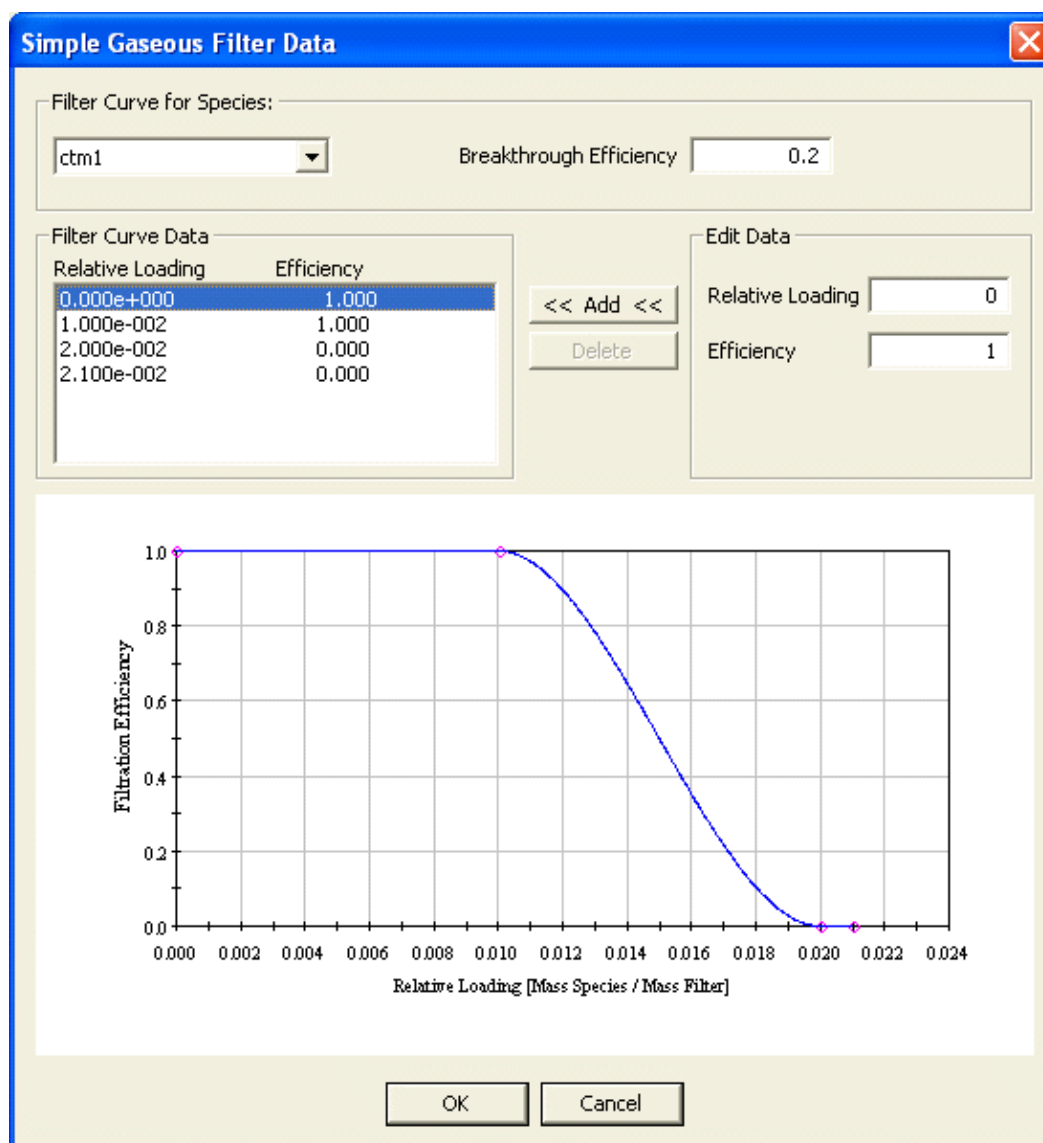 Simple Gaseous Filter Data
Filter Curve for Species:
ctm1
Breakthrough Efficiency 0.2
Filter Curve Data
Relative Loading Efficiency
0.000e+000 1.000
1.000e-002 1.000
2.000e-002 0.000
2.100e-002 0.000
<< Add <<
Delete
Edit Data
Relative Loading 0
Efficiency 1
1.0
0.8
0.6
0.4
0.2
0.0
Filtration Efficiency
0.000 0.002 0.004 0.006 0.008 0.010 0.012 0.014 0.016 0.018 0.020 0.022 0.024
Relative Loading [Mass Species / Mass Filter]
OK Cancel